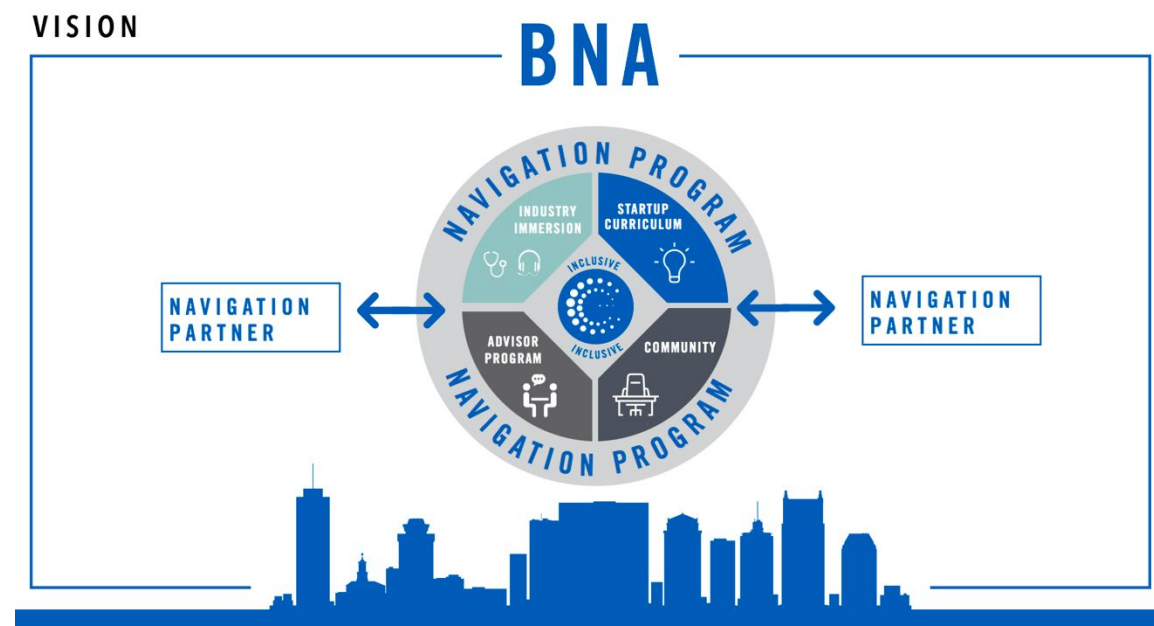 VISION
BNA
NAVIGATION PROGRAM
INDUSTRY
IMMERSION
STARTUP
CURRICULUM
INCLUSIVE
NAVIGATION
PARTNER
NAVIGATION
PARTNER
INCLUSIVE
ADVISOR
PROGRAM
COMMUNITY
NAVIGATION PROGRAM